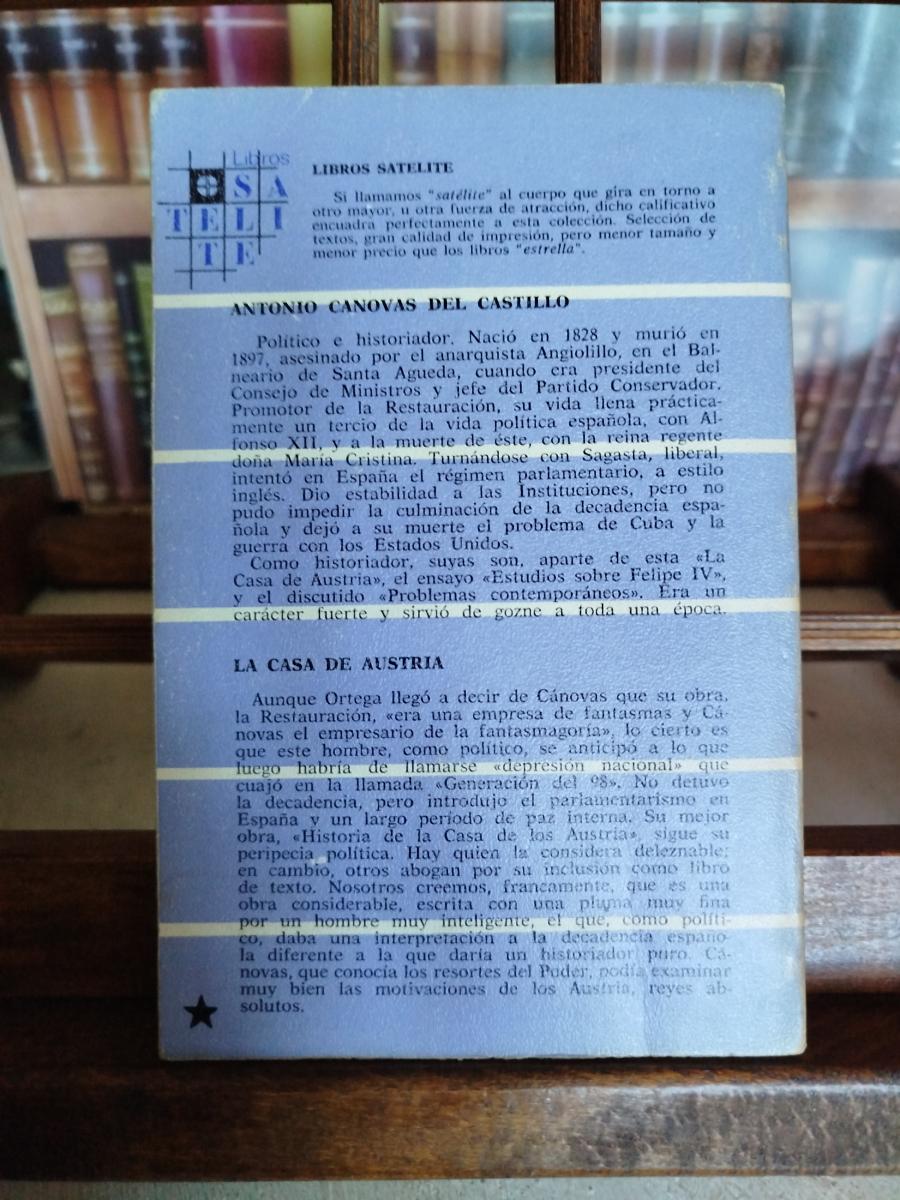 Libros
SA
TELI
TE
LIBROS SATELITE
Si llamamos "satélite" al cuerpo que gira en torno a
otro mayor, u otra fuerza de atracción, dicho calificativo
encuadra perfectamente a esta colección. Selección de
textos, gran calidad de impresión, pero menor tamaño y
menor precio que los libros "estrella".
ANTONIO CANOVAS DEL CASTILLO
Político e historiador. Nació en 1828 y murió en
1897, asesinado por el anarquista Angiolillo, en el Bal-
neario de Santa Agueda, cuando era presidente del
Consejo de Ministros y jefe del Partido Conservador.
Promotor de la Restauración, su vida llena práctica-
mente un tercio de la vida política española, con Al-
fonso XII, y a la muerte de éste, con la reina regente
doña María Cristina. Turnándose con Sagasta, liberal,
intentó en España el régimen parlamentario, a estilo
inglés. Dio estabilidad a las Instituciones, pero no
pudo impedir la culminación de la decadencia espa-
ñola y dejó a su muerte el problema de Cuba y la
guerra con los Estados Unidos.
Como historiador, suyas son, aparte de esta «La
Casa de Austria», el ensayo «Estudios sobre Felipe IV»,
y el discutido «Problemas contemporáneos». Era un
carácter fuerte y sirvió de gozne a toda una época.
LA CASA DE AUSTRIA
Aunque Ortega llegó a decir de Cánovas que su obra,
la Restauración, «era una empresa de fantasmas y Cá-
novas el empresario de la fantasmagoría», lo cierto es
que este hombre, como político, se anticipó a lo que
luego habría de llamarse «depresión nacional» que
cuajó en la llamada «Generación del 98». No detuvo
la decadencia, pero introdujo el parlamentarismo en
España y un largo período de paz interna. Su mejor
obra, «Historia de la Casa de los Austria», sigue su
peripecia política. Hay quien la considera deleznable;
en cambio, otros abogan por su inclusión como libro
de texto. Nosotros creemos, francamente, que es una
obra considerable, escrita con una pluma muy fina
por un hombre muy inteligente, el que, como políti-
co, daba una interpretación a la decadencia españo-
la diferente a la que daría un historiador puro. Cá-
novas, que conocía los resortes del Poder, podía examinar
muy bien las motivaciones de los Austria, reyes ab-
solutos.